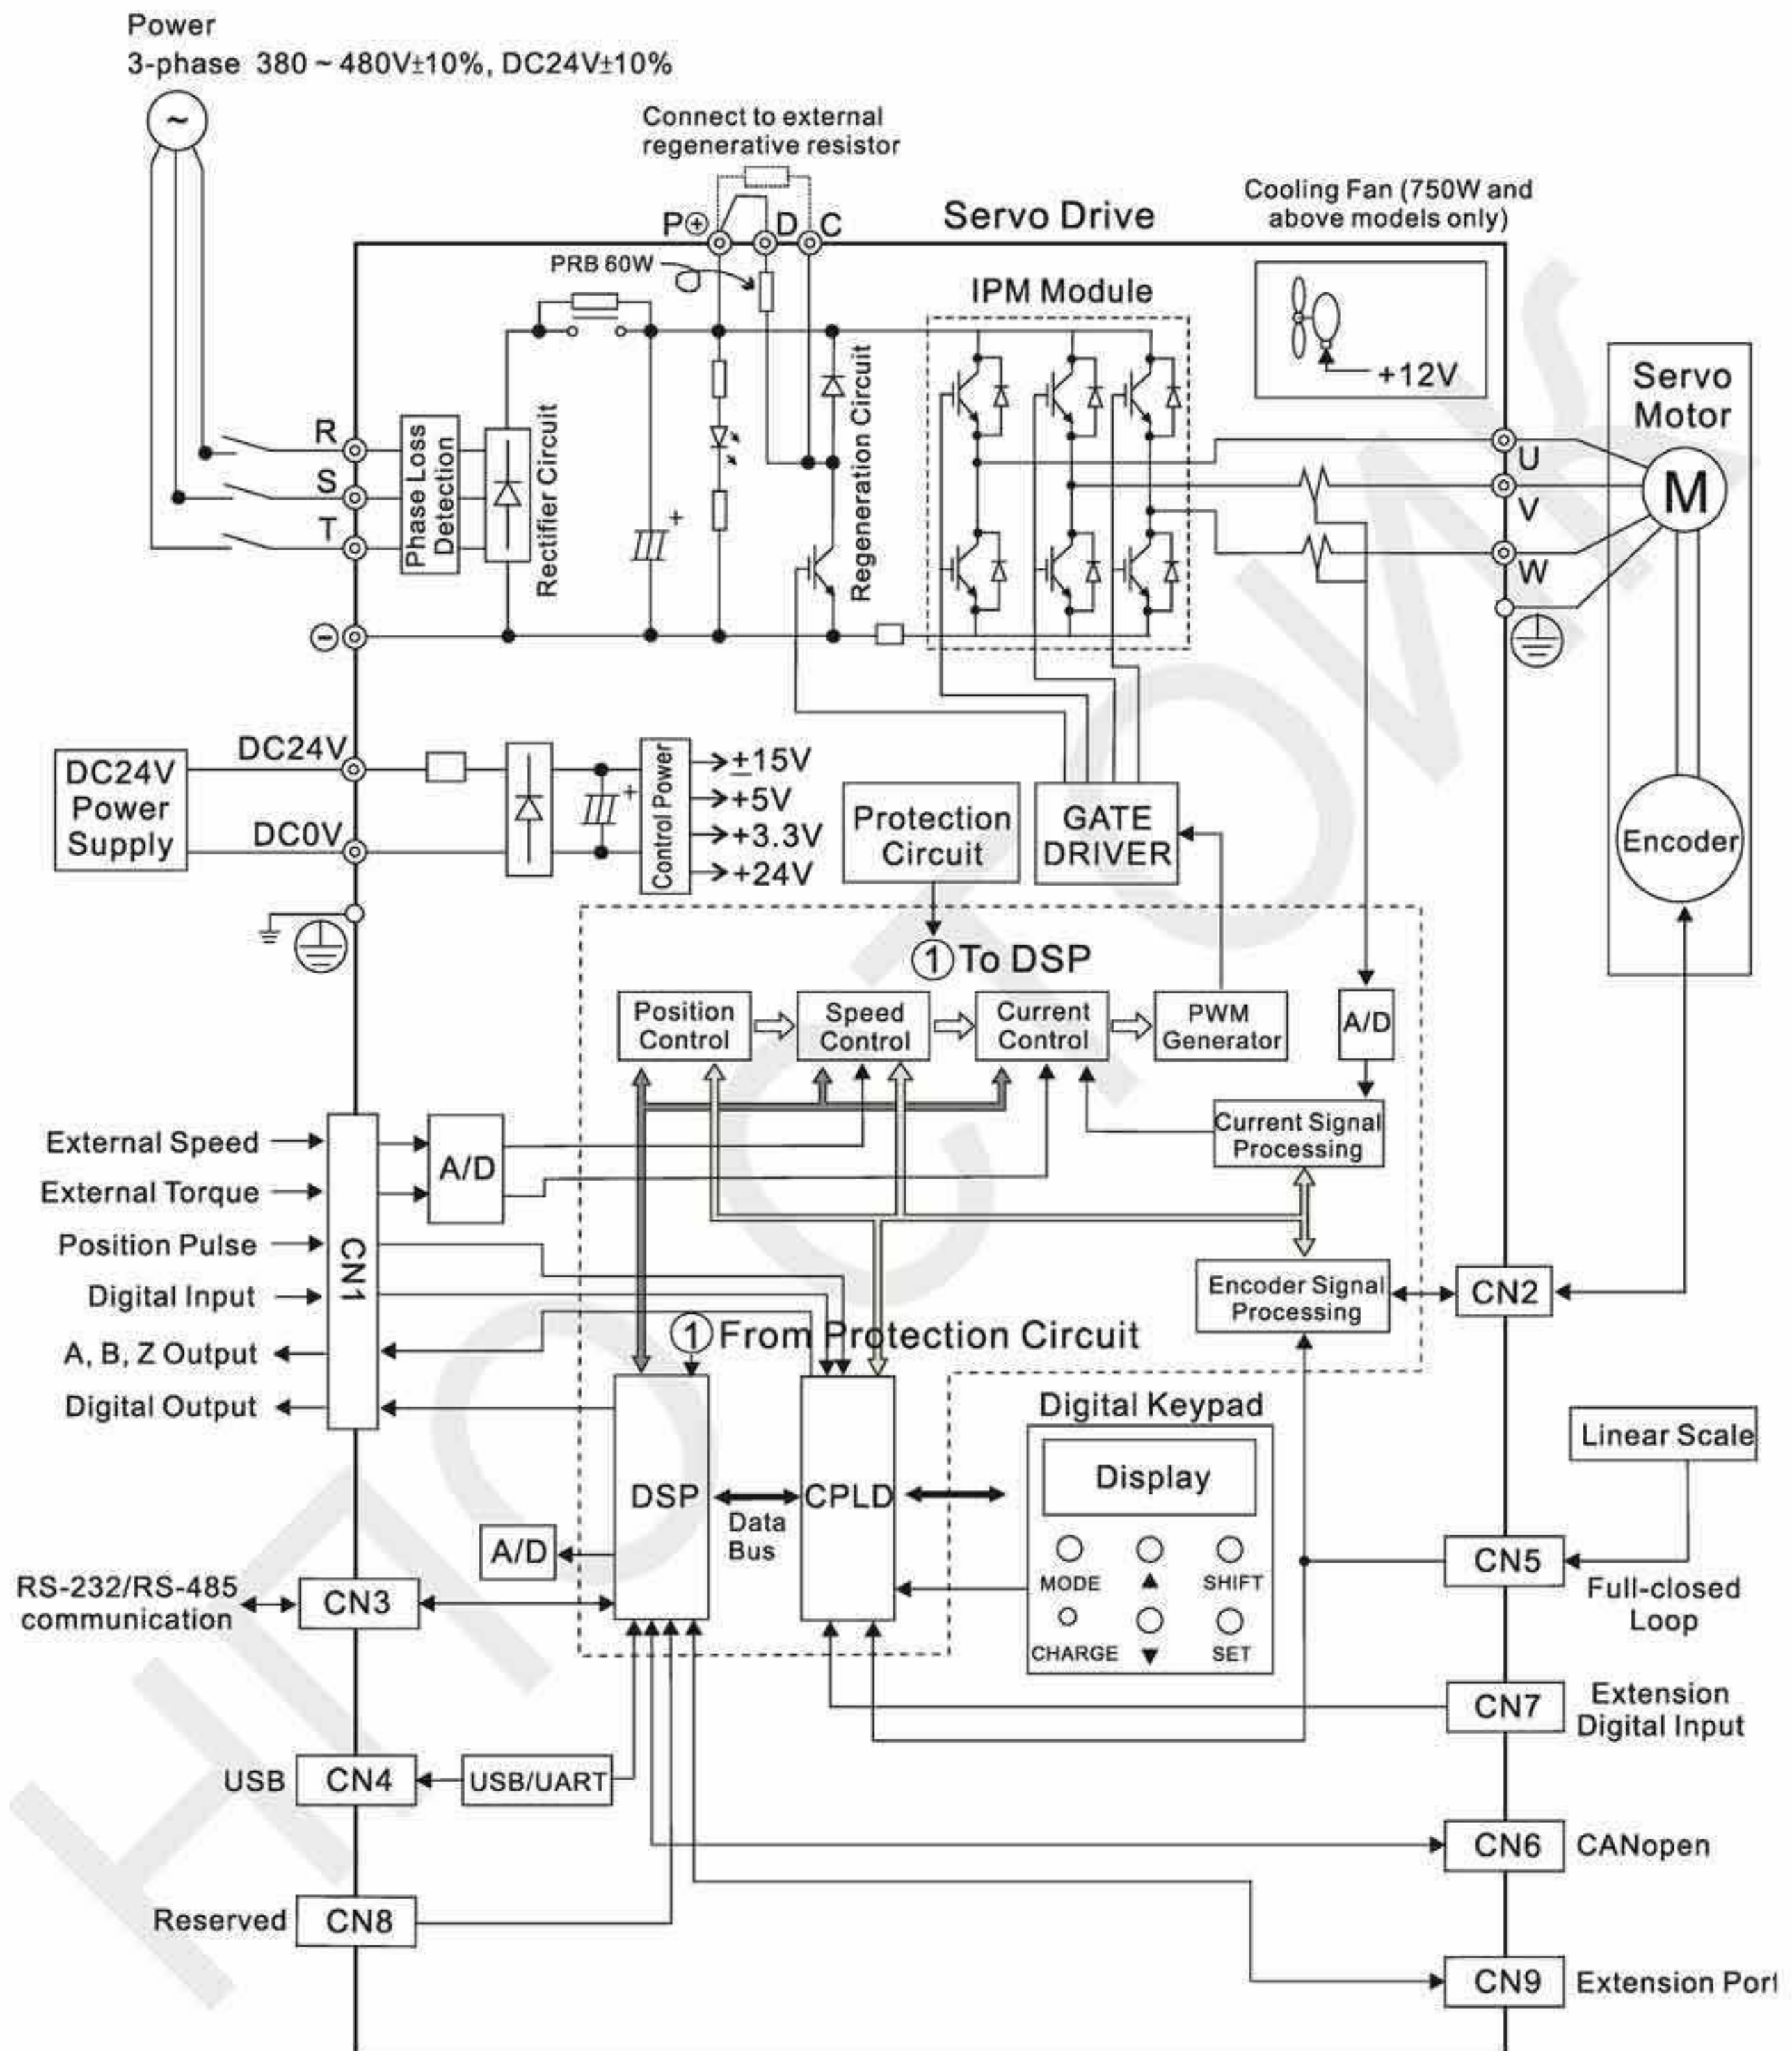 Power
3-phase 380 ~ 480V±10%, DC24V±10%
~
Connect to external
regenerative resistor
P⊕
D
C
Servo Drive
Cooling Fan (750W and
above models only)
PRB 60W
IPM Module
+12V
Servo
Motor
R
S
T
Phase Loss
Detection
Rectifier Circuit
+
Regeneration Circuit
U
V
W
M
⊖
DC24V
Power
Supply
DC24V
DC0V
+
Control Power
±15V
+5V
+3.3V
+24V
Protection
Circuit
GATE
DRIVER
Encoder
① To DSP
Position
Control
Speed
Control
Current
Control
PWM
Generator
A/D
Current Signal
Processing
External Speed
External Torque
Position Pulse
Digital Input
A, B, Z Output
Digital Output
CN1
A/D
Encoder Signal
Processing
CN2
① From Protection Circuit
DSP
Data
Bus
CPLD
Digital Keypad
Display
MODE
▲
SHIFT
CHARGE
▼
SET
Linear Scale
CN5
Full-closed
Loop
A/D
RS-232/RS-485
communication
CN3
CN7
Extension
Digital Input
USB
CN4
USB/UART
CN6
CANopen
Reserved
CN8
CN9
Extension Port